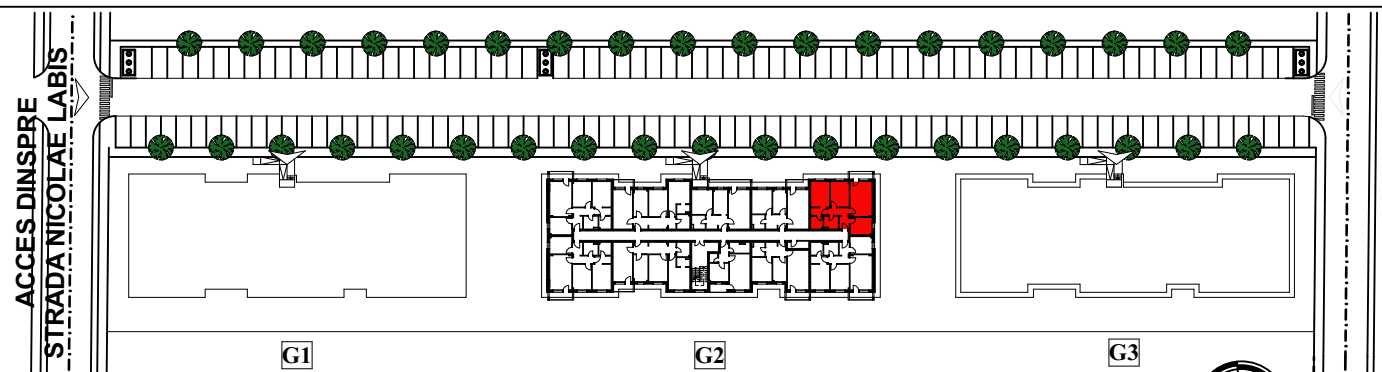 ACCES DINSPRE
STRADA NICOLAE LABIS
G1
G2
G3